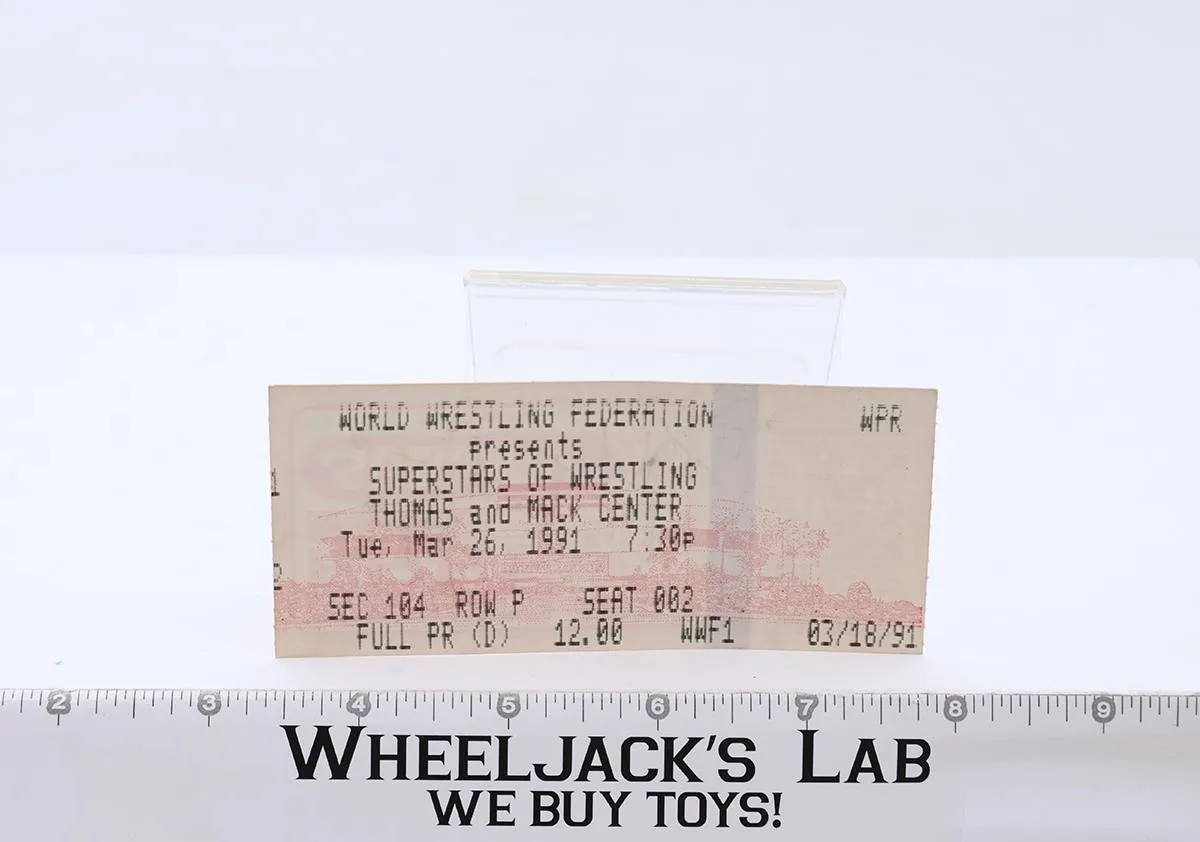 WORLD WRESTLING FEDERATION WPR
presents
SUPERSTARS OF WRESTLING
1
THOMAS and MACK CENTER
Tue, Mar 26, 1991 7:30P
2
SEC 104 ROW P SEAT 002
FULL PR (D) 12.00 WWF1 03/18/91
2 3 4 5 6 7 8 9
WHEELJACK'S LAB
WE BUY TOYS!